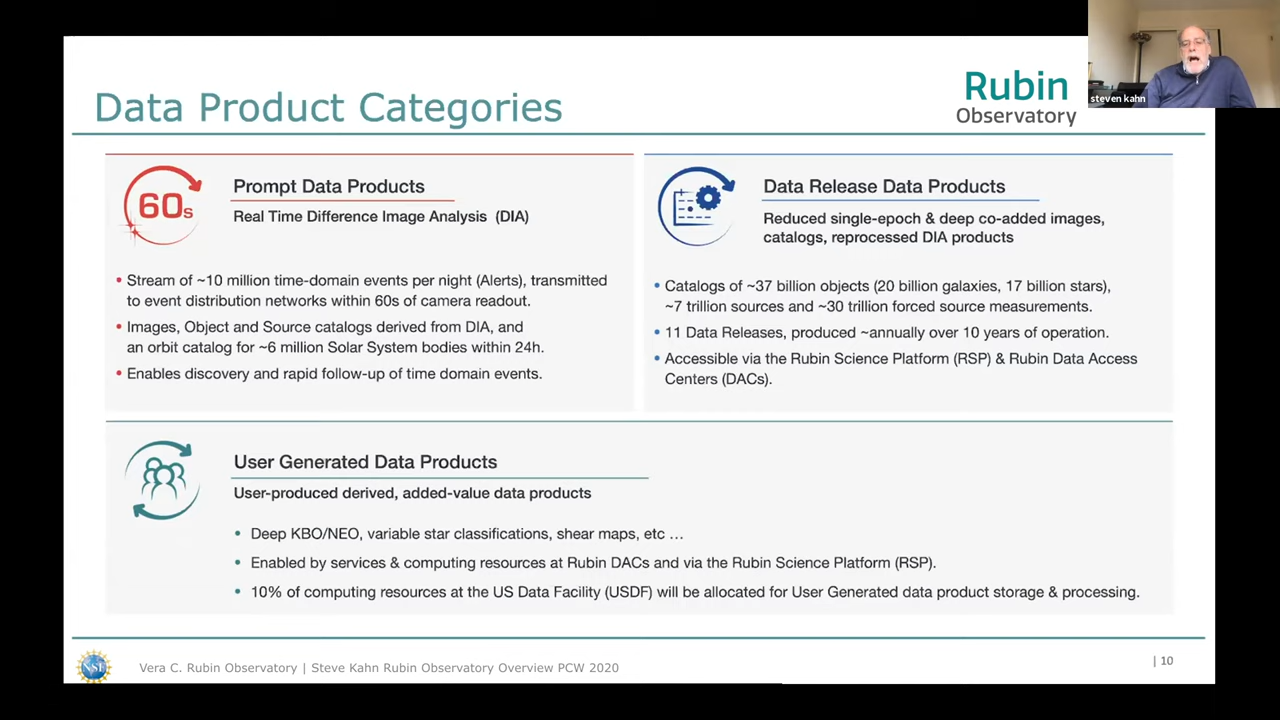 steven kahn
Data Product Categories
Rubin
Observatory
60s
Prompt Data Products
Real Time Difference Image Analysis (DIA)
• Stream of ~10 million time-domain events per night (Alerts), transmitted
to event distribution networks within 60s of camera readout.
• Images, Object and Source catalogs derived from DIA, and
an orbit catalog for ~6 million Solar System bodies within 24h.
• Enables discovery and rapid follow-up of time domain events.
Data Release Data Products
Reduced single-epoch & deep co-added images,
catalogs, reprocessed DIA products
• Catalogs of ~37 billion objects (20 billion galaxies, 17 billion stars),
~7 trillion sources and ~30 trillion forced source measurements.
• 11 Data Releases, produced ~annually over 10 years of operation.
• Accessible via the Rubin Science Platform (RSP) & Rubin Data Access
Centers (DACs).
User Generated Data Products
User-produced derived, added-value data products
• Deep KBO/NEO, variable star classifications, shear maps, etc …
• Enabled by services & computing resources at Rubin DACs and via the Rubin Science Platform (RSP).
• 10% of computing resources at the US Data Facility (USDF) will be allocated for User Generated data product storage & processing.
NSF
Vera C. Rubin Observatory | Steve Kahn Rubin Observatory Overview PCW 2020
| 10